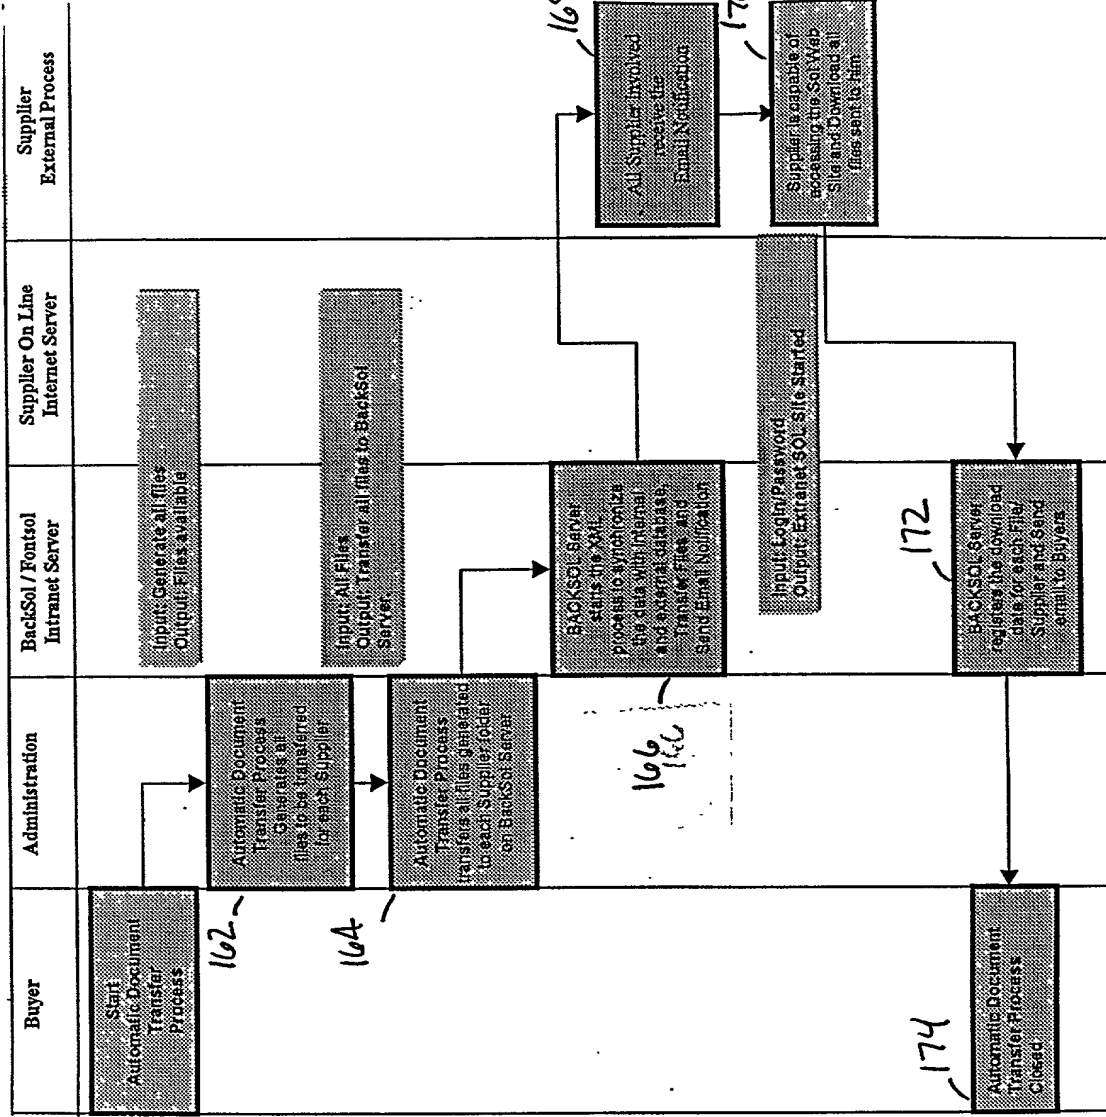 Buyer
Administration
BackSol / Fontsol
Intranet Server
Supplier On Line
Internet Server
Supplier
External Process
Start
Automatic Document
Transfer
Process
Input: Generate all files
Output: Files available
162
Automatic Document
Transfer Process
Generates all
files to be transferred
for each Supplier
Input: All Files
Output: Transfer all files to BackSol
Server
164
Automatic Document
Transfer Process
transfers all files generated
to each Supplier folder
on BackSol Server
166
166
BACKSOL Server
starts the XML
process to synchronize
the data with Internal
and external database,
Transfer Files and
Send Email Notification
All Supplier Involved
receive the
Email Notification
Supplier is capable of
accessing the Sol Web
Site and Download all
files sent to him
Input: Login/Password
Output: Extranet SOL Site Started
172
BACKSOL Server
registers the download
date for each File/
Supplier and Send
email to Buyers
174
Automatic Document
Transfer Process
Closed